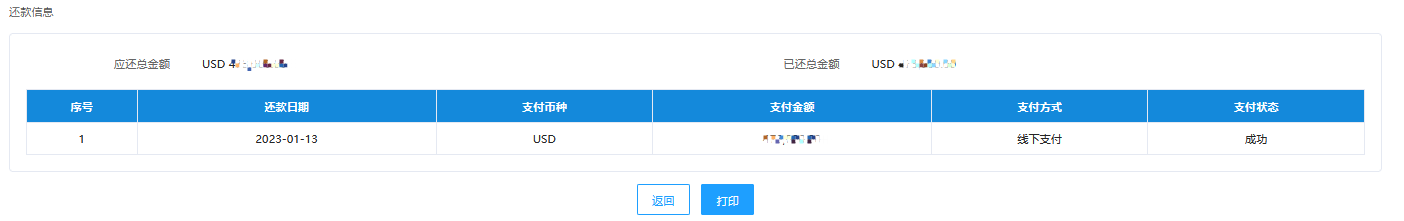 还款信息
应还总金额 USD 已还总金额 USD
序号 还款日期 支付币种 支付金额 支付方式 支付状态
1 2023-01-13 USD 线下支付 成功
返回 打印